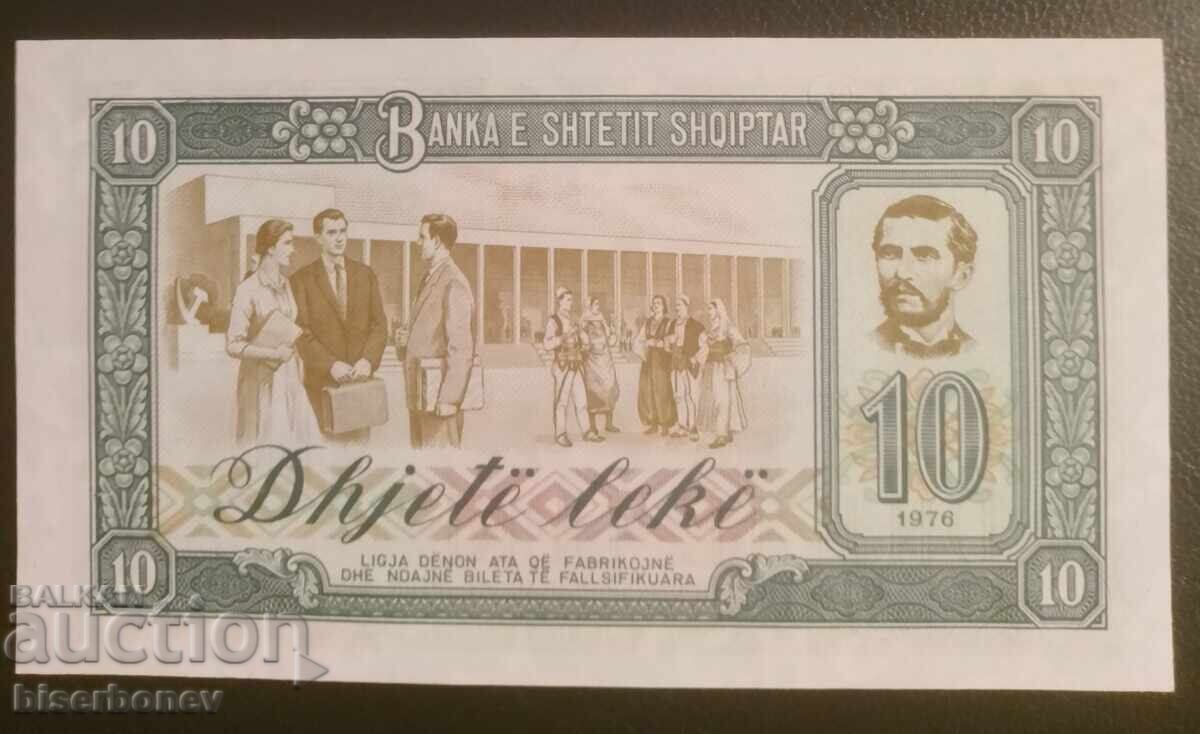 10 BANKA E SHTETIT SHQIPTAR 10
Dhjetë lekë
10
1976
LIGJA DËNON ATA QË FABRIKOJNË
DHE NDAJNË BILETA TË FALLSIFIKUARA
10 10
BALKAN
auction
biserbonev